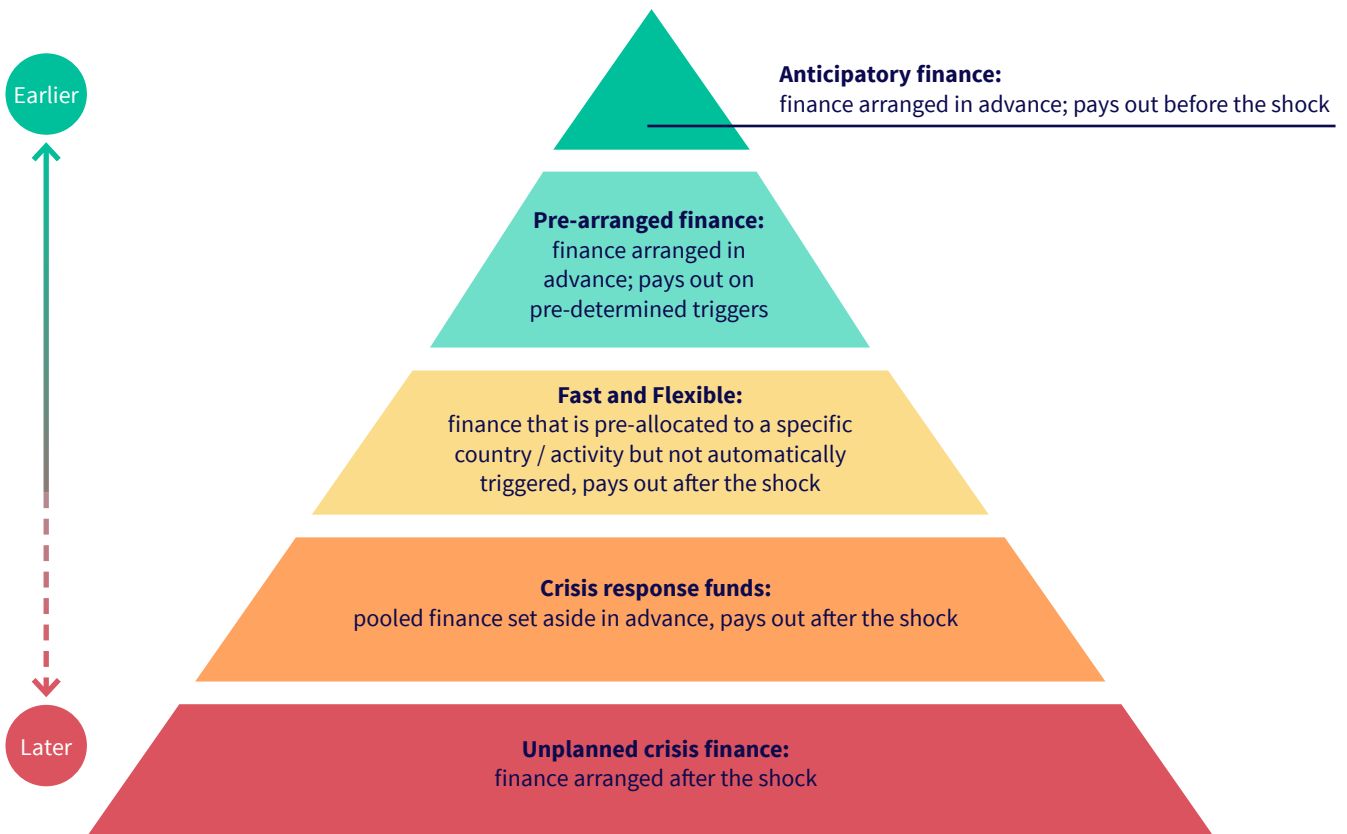 Earlier
Anticipatory finance:
finance arranged in advance; pays out before the shock
Pre-arranged finance:
finance arranged in
advance; pays out on
pre-determined triggers
Fast and Flexible:
finance that is pre-allocated to a specific
country / activity but not automatically
triggered, pays out after the shock
Crisis response funds:
pooled finance set aside in advance, pays out after the shock
Later
Unplanned crisis finance:
finance arranged after the shock